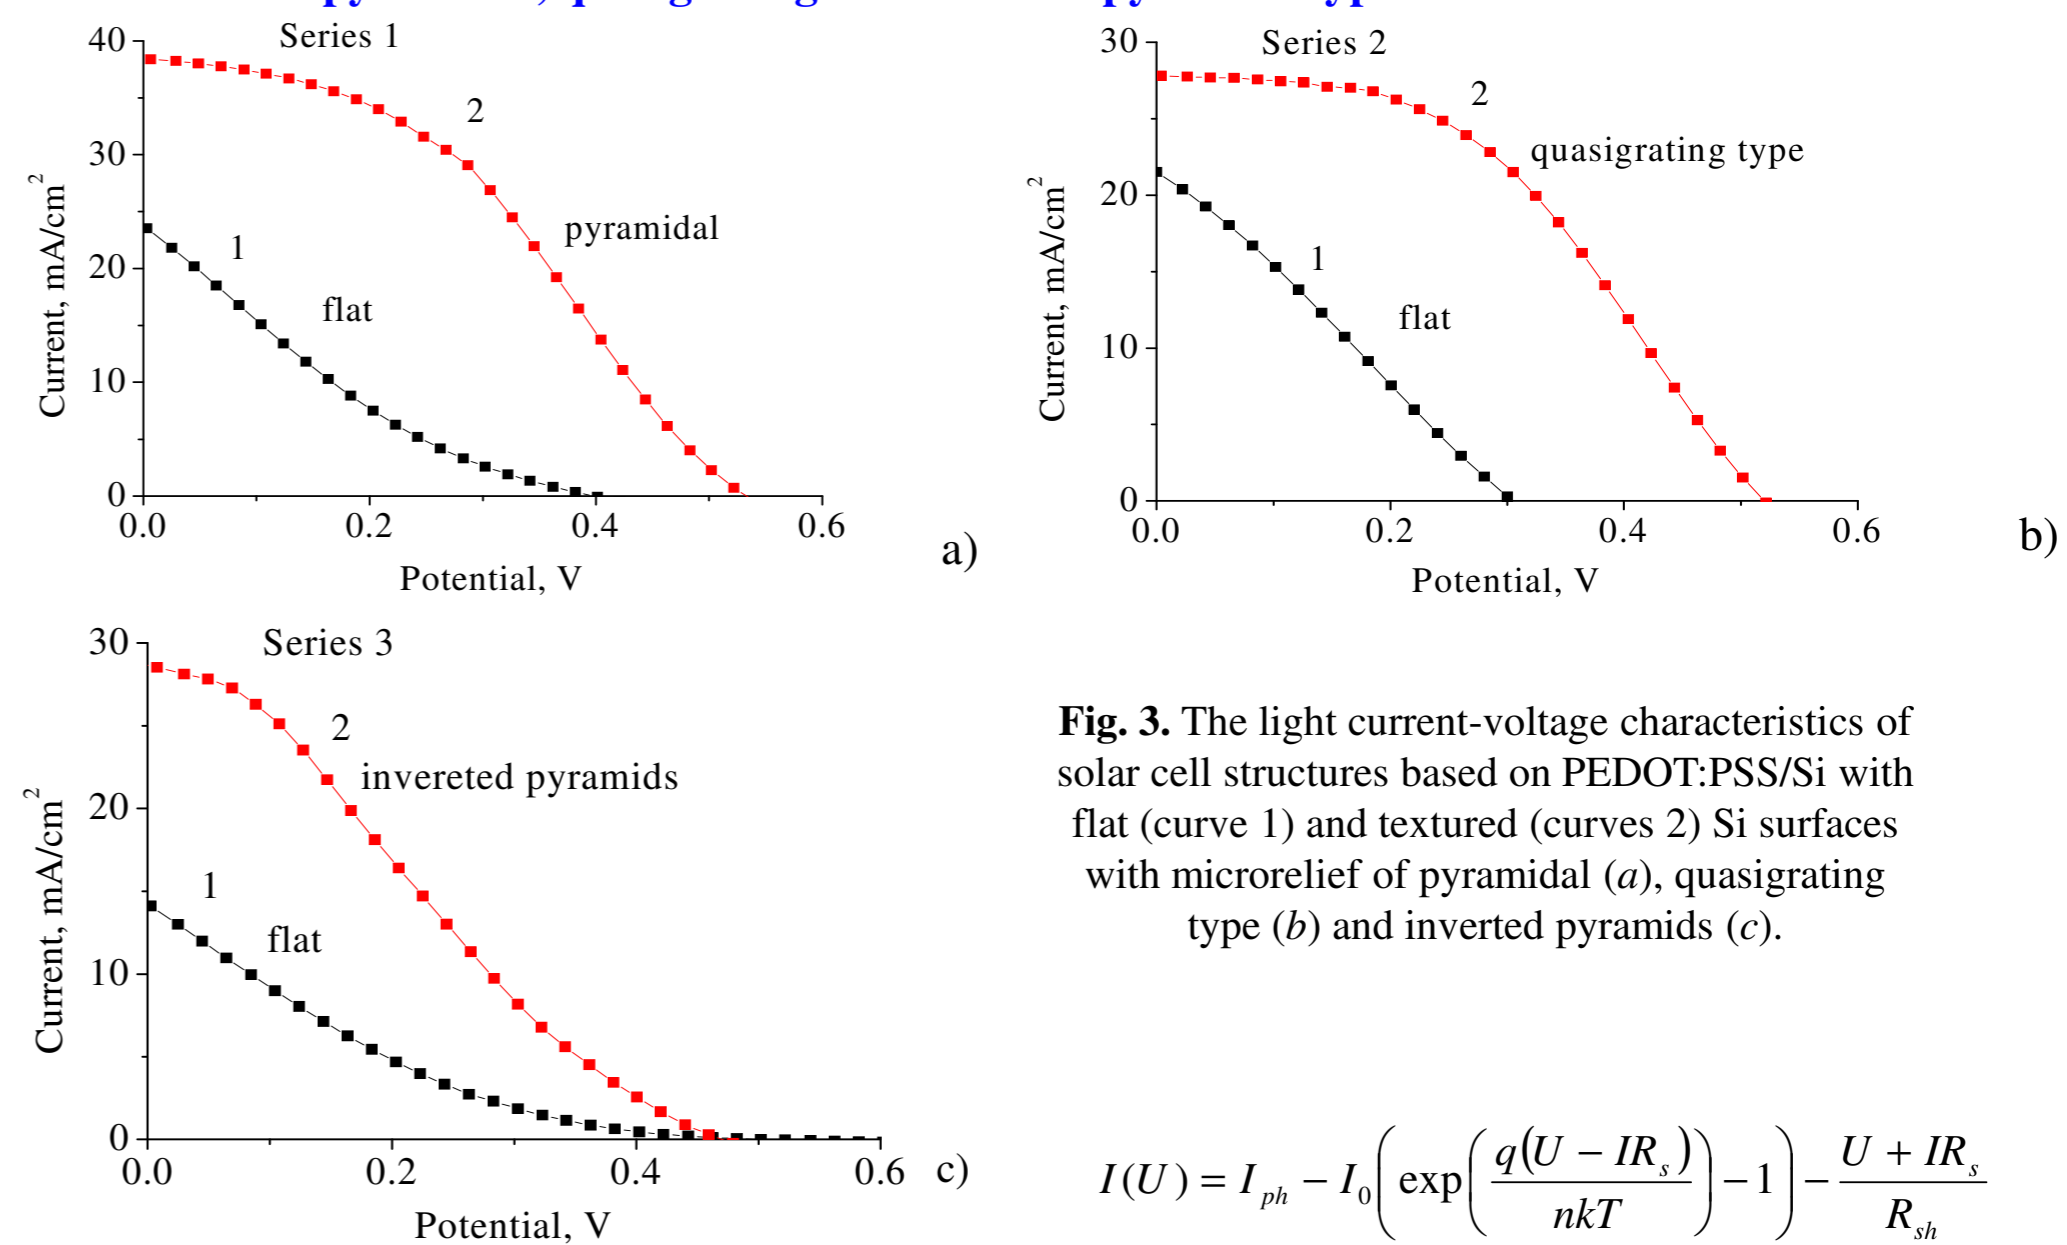 Series 1
40
30
20
10
0
0.0 0.2 0.4 0.6
Current, mA/cm²
Potential, V
1
flat
2
pyramidal
a)
Series 2
30
20
10
0
0.0 0.2 0.4 0.6
Current, mA/cm²
Potential, V
1
flat
2
quasigrating type
b)
Series 3
30
20
10
0
0.0 0.2 0.4 0.6
Current, mA/cm²
Potential, V
1
flat
2
invereted pyramids
c)
Fig. 3. The light current-voltage characteristics of
solar cell structures based on PEDOT:PSS/Si with
flat (curve 1) and textured (curves 2) Si surfaces
with microrelief of pyramidal (a), quasigrating
type (b) and inverted pyramids (c).
I(U) = I_ph − I_0 ( exp( q(U − IR_s) / nkT ) − 1 ) − (U + IR_s) / R_sh